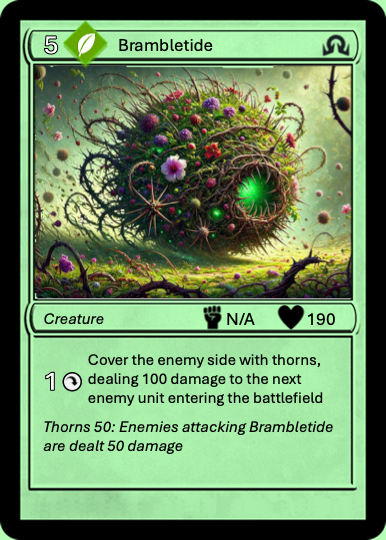 5 Brambletide
Creature N/A 190
Cover the enemy side with thorns,
1 dealing 100 damage to the next
enemy unit entering the battlefield
Thorns 50: Enemies attacking Brambletide
are dealt 50 damage